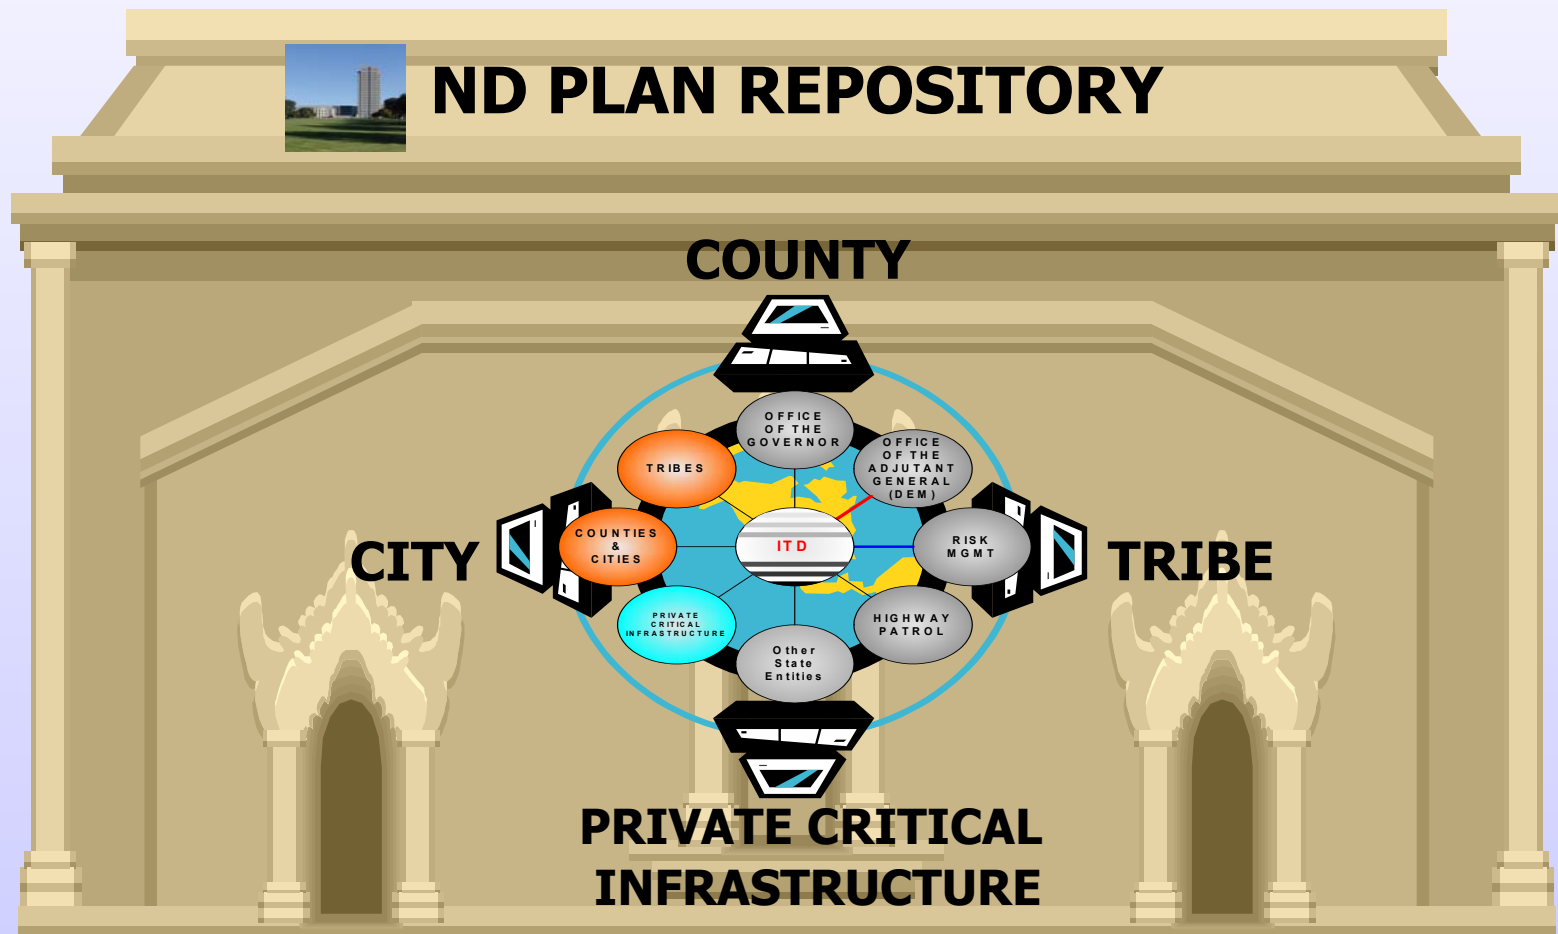 ND PLAN REPOSITORY
COUNTY
OFFICE
OF THE
GOVERNOR
OFFICE
OF THE
ADJUTANT
GENERAL
(DEM)
TRIBES
COUNTIES
&
CITIES
ITD
RISK
MGMT
CITY
TRIBE
PRIVATE
CRITICAL
INFRASTRUCTURE
HIGHWAY
PATROL
Other
State
Entities
PRIVATE CRITICAL
INFRASTRUCTURE